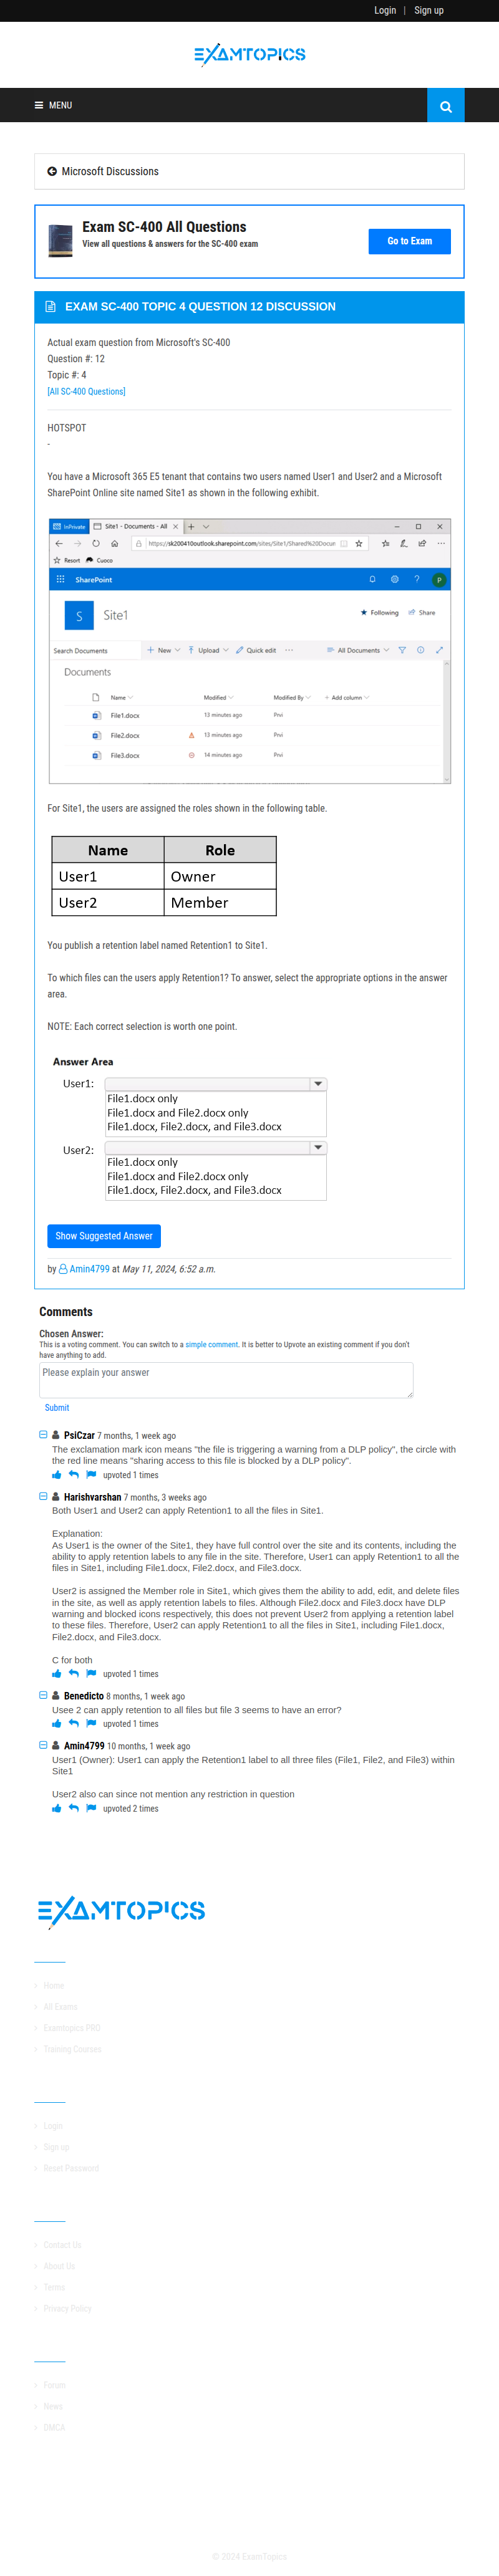 Login | Sign up
EXAMTOPICS
MENU
Microsoft Discussions
Exam SC-400 All Questions
View all questions & answers for the SC-400 exam
Go to Exam
EXAM SC-400 TOPIC 4 QUESTION 12 DISCUSSION
Actual exam question from Microsoft's SC-400
Question #: 12
Topic #: 4
[All SC-400 Questions]
HOTSPOT
-
You have a Microsoft 365 E5 tenant that contains two users named User1 and User2 and a Microsoft
SharePoint Online site named Site1 as shown in the following exhibit.
InPrivate Site1 - Documents - All
https://sk200410outlook.sharepoint.com/sites/Site1/Shared%20Docun
Resort Cuoco
SharePoint P
S Site1 Following Share
Search Documents New Upload Quick edit ... All Documents
Documents
Name Modified Modified By + Add column
File1.docx 13 minutes ago Prvi
File2.docx 13 minutes ago Prvi
File3.docx 14 minutes ago Prvi
For Site1, the users are assigned the roles shown in the following table.
Name Role
User1 Owner
User2 Member
You publish a retention label named Retention1 to Site1.
To which files can the users apply Retention1? To answer, select the appropriate options in the answer
area.
NOTE: Each correct selection is worth one point.
Answer Area
User1:
File1.docx only
File1.docx and File2.docx only
File1.docx, File2.docx, and File3.docx
User2:
File1.docx only
File1.docx and File2.docx only
File1.docx, File2.docx, and File3.docx
Show Suggested Answer
by Amin4799 at May 11, 2024, 6:52 a.m.
Comments
Chosen Answer:
This is a voting comment. You can switch to a simple comment. It is better to Upvote an existing comment if you don't
have anything to add.
Please explain your answer
Submit
PsiCzar 7 months, 1 week ago
The exclamation mark icon means "the file is triggering a warning from a DLP policy", the circle with
the red line means "sharing access to this file is blocked by a DLP policy".
upvoted 1 times
Harishvarshan 7 months, 3 weeks ago
Both User1 and User2 can apply Retention1 to all the files in Site1.
Explanation:
As User1 is the owner of the Site1, they have full control over the site and its contents, including the
ability to apply retention labels to any file in the site. Therefore, User1 can apply Retention1 to all the
files in Site1, including File1.docx, File2.docx, and File3.docx.
User2 is assigned the Member role in Site1, which gives them the ability to add, edit, and delete files
in the site, as well as apply retention labels to files. Although File2.docx and File3.docx have DLP
warning and blocked icons respectively, this does not prevent User2 from applying a retention label
to these files. Therefore, User2 can apply Retention1 to all the files in Site1, including File1.docx,
File2.docx, and File3.docx.
C for both
upvoted 1 times
Benedicto 8 months, 1 week ago
Usee 2 can apply retention to all files but file 3 seems to have an error?
upvoted 1 times
Amin4799 10 months, 1 week ago
User1 (Owner): User1 can apply the Retention1 label to all three files (File1, File2, and File3) within
Site1
User2 also can since not mention any restriction in question
upvoted 2 times
EXAMTOPICS
Home
All Exams
Examtopics PRO
Training Courses
Login
Sign up
Reset Password
Contact Us
About Us
Terms
Privacy Policy
Forum
News
DMCA
© 2024 ExamTopics